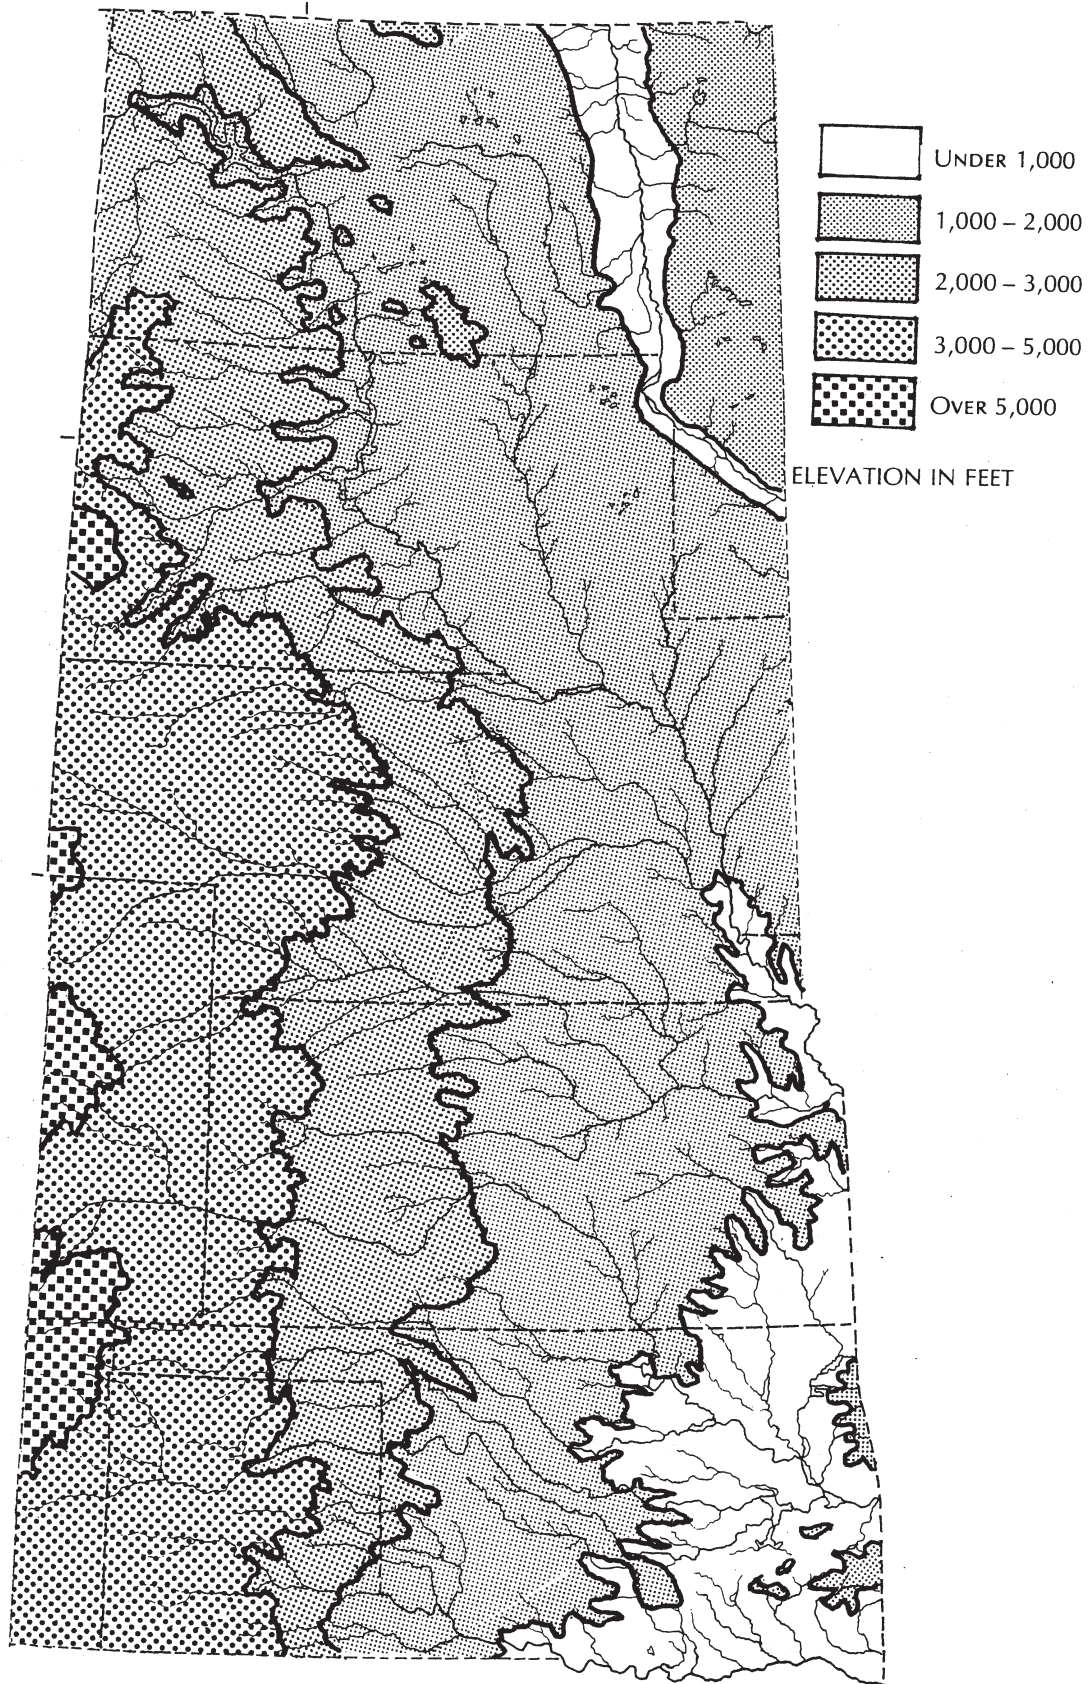 UNDER 1,000
1,000 – 2,000
2,000 – 3,000
3,000 – 5,000
OVER 5,000
ELEVATION IN FEET